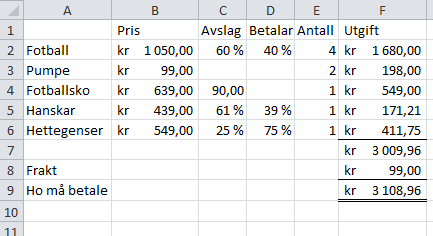 A B C D E F
1 Pris Avslag Betalar Antall Utgift
2 Fotball kr 1 050,00 60 % 40 % 4 kr 1 680,00
3 Pumpe kr 99,00 2 kr 198,00
4 Fotballsko kr 639,00 90,00 1 kr 549,00
5 Hanskar kr 439,00 61 % 39 % 1 kr 171,21
6 Hettegenser kr 549,00 25 % 75 % 1 kr 411,75
7 kr 3 009,96
8 Frakt kr 99,00
9 Ho må betale kr 3 108,96
10
11